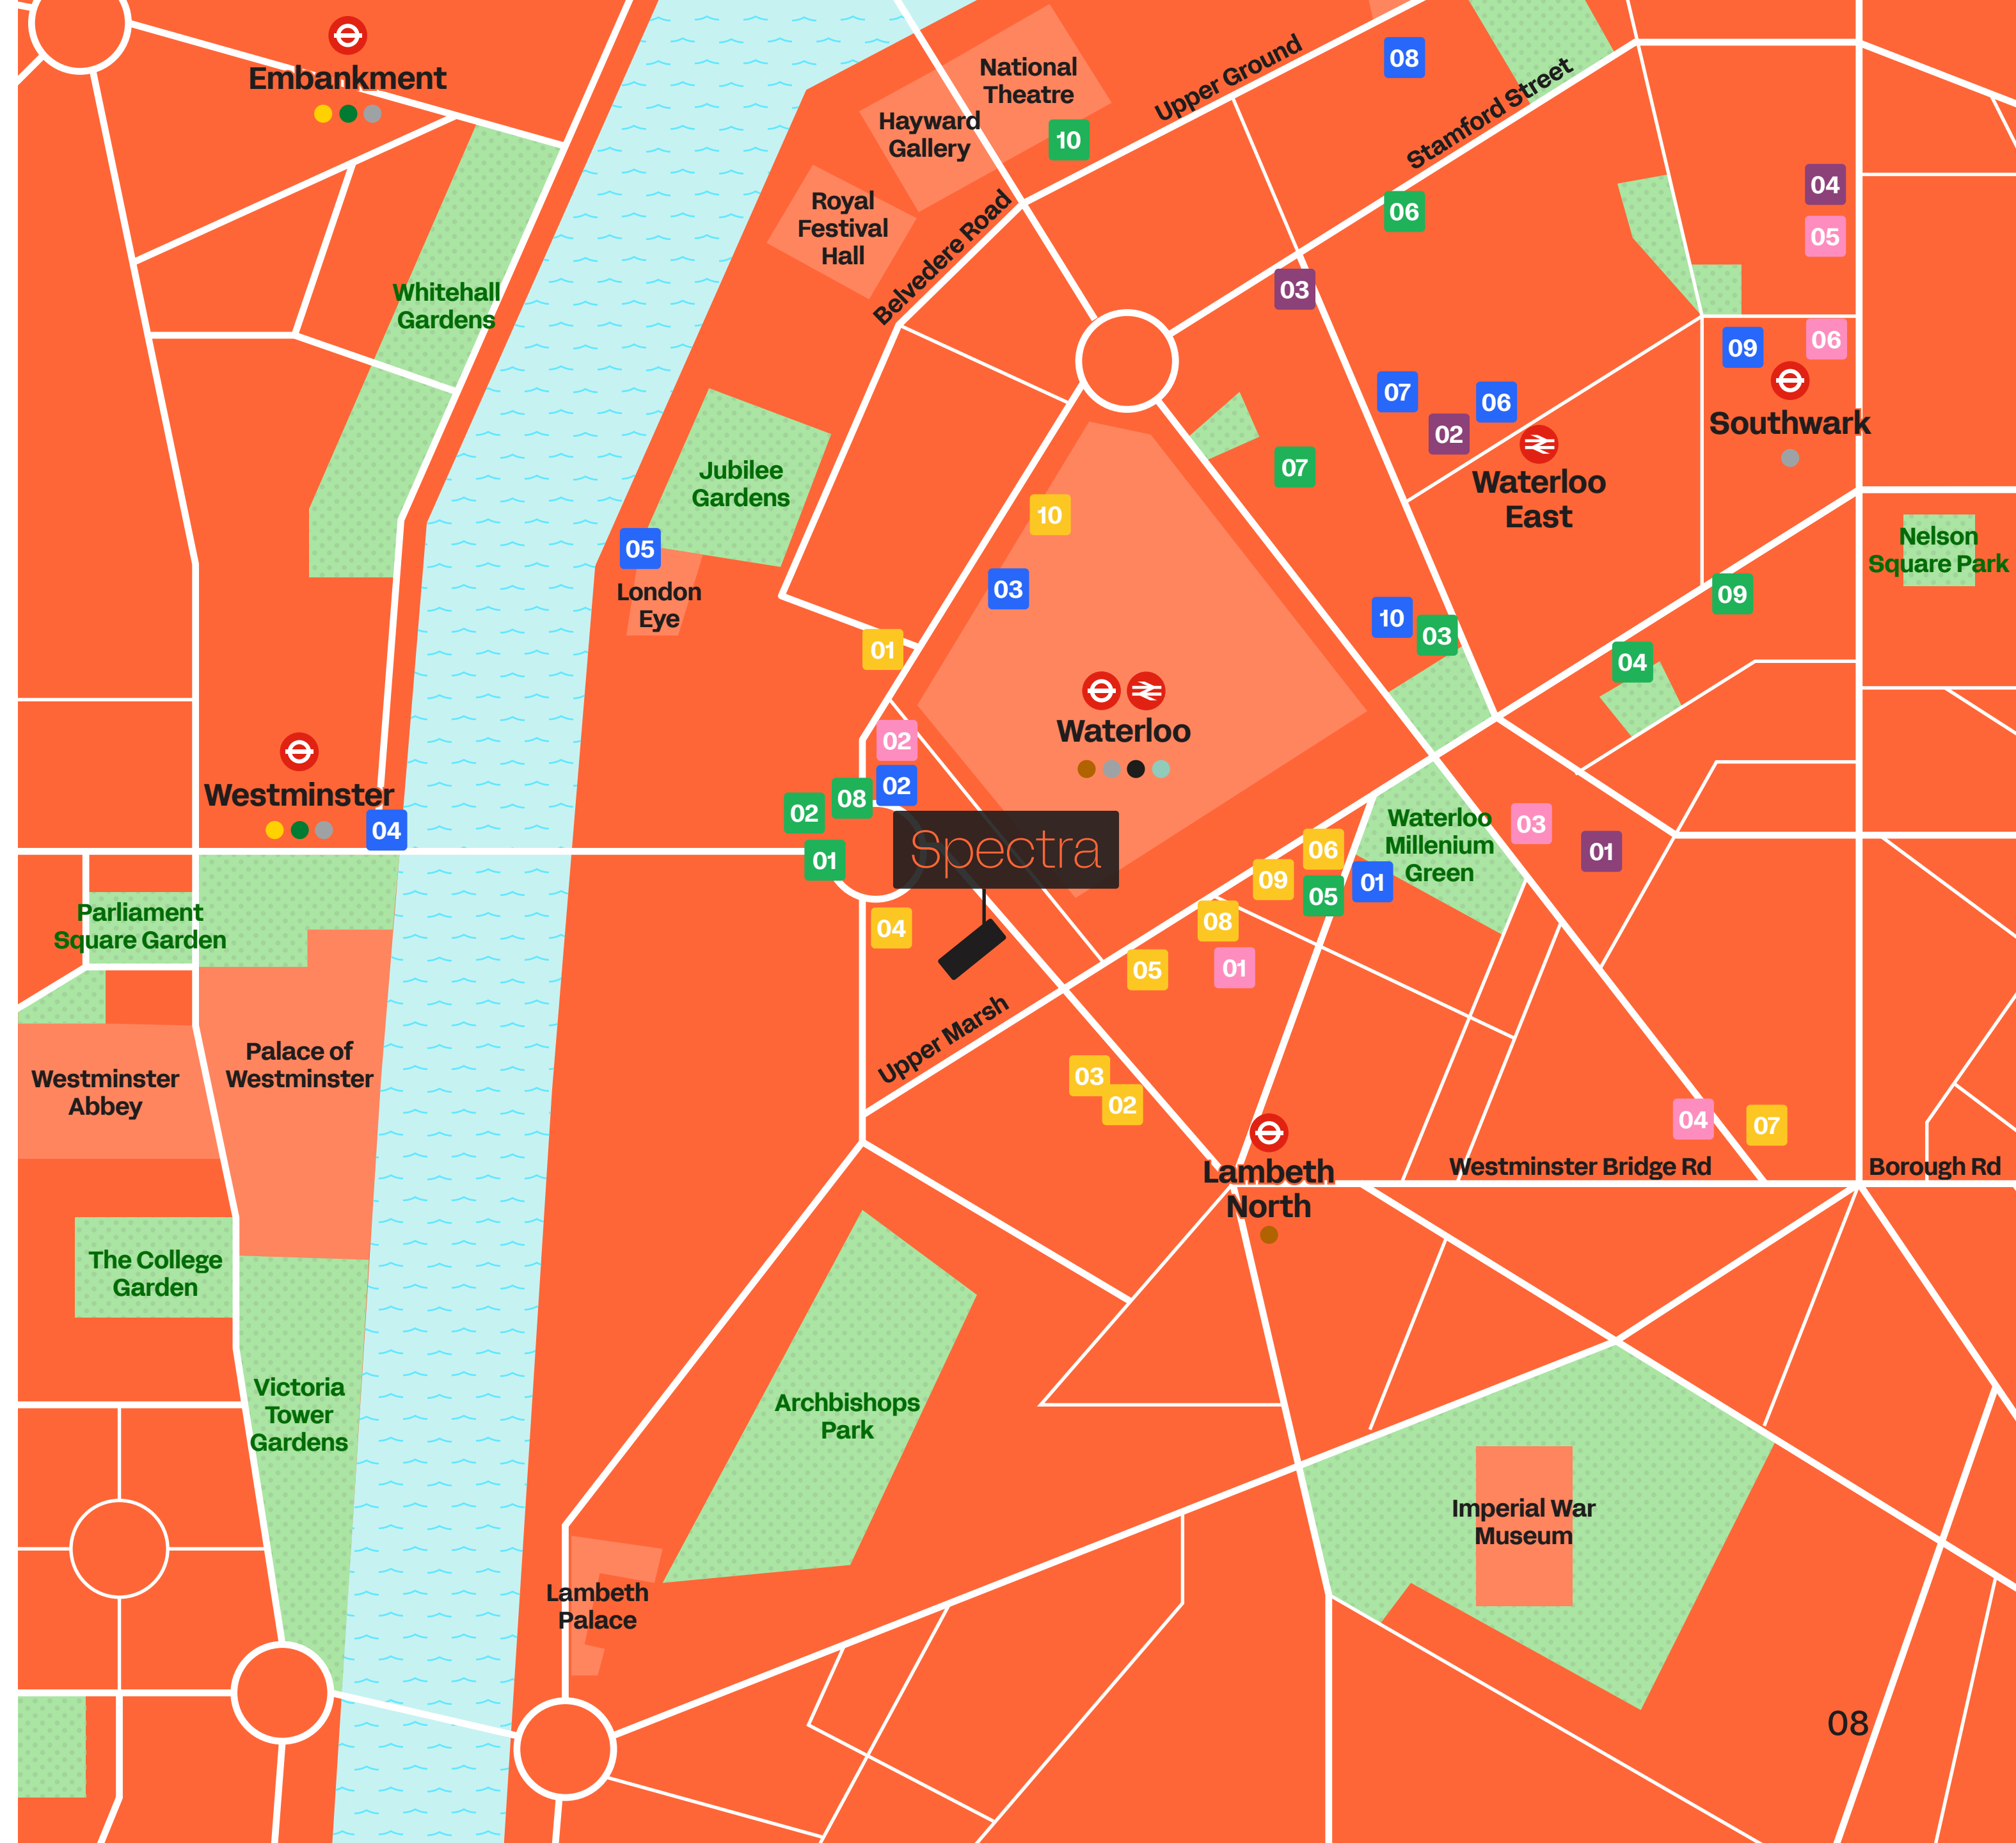 Embankment
National
Theatre
Hayward
Gallery
10
Upper Ground
08
Stamford Street
06
04
05
Royal
Festival
Hall
Belvedere Road
03
Whitehall
Gardens
09
06
Southwark
07
06
02
Waterloo
East
07
Jubilee
Gardens
05
London
Eye
10
03
01
10
03
Nelson
Square Park
09
04
Waterloo
02
02
08
02
01
Westminster
04
Spectra
04
Waterloo
Millenium
Green
03
01
06
09
05
01
08
05
01
Parliament
Square Garden
Upper Marsh
Palace of
Westminster
Westminster
Abbey
03
02
04
07
Lambeth
North
Westminster Bridge Rd
Borough Rd
The College
Garden
Victoria
Tower
Gardens
Archbishops
Park
Imperial War
Museum
Lambeth
Palace
08